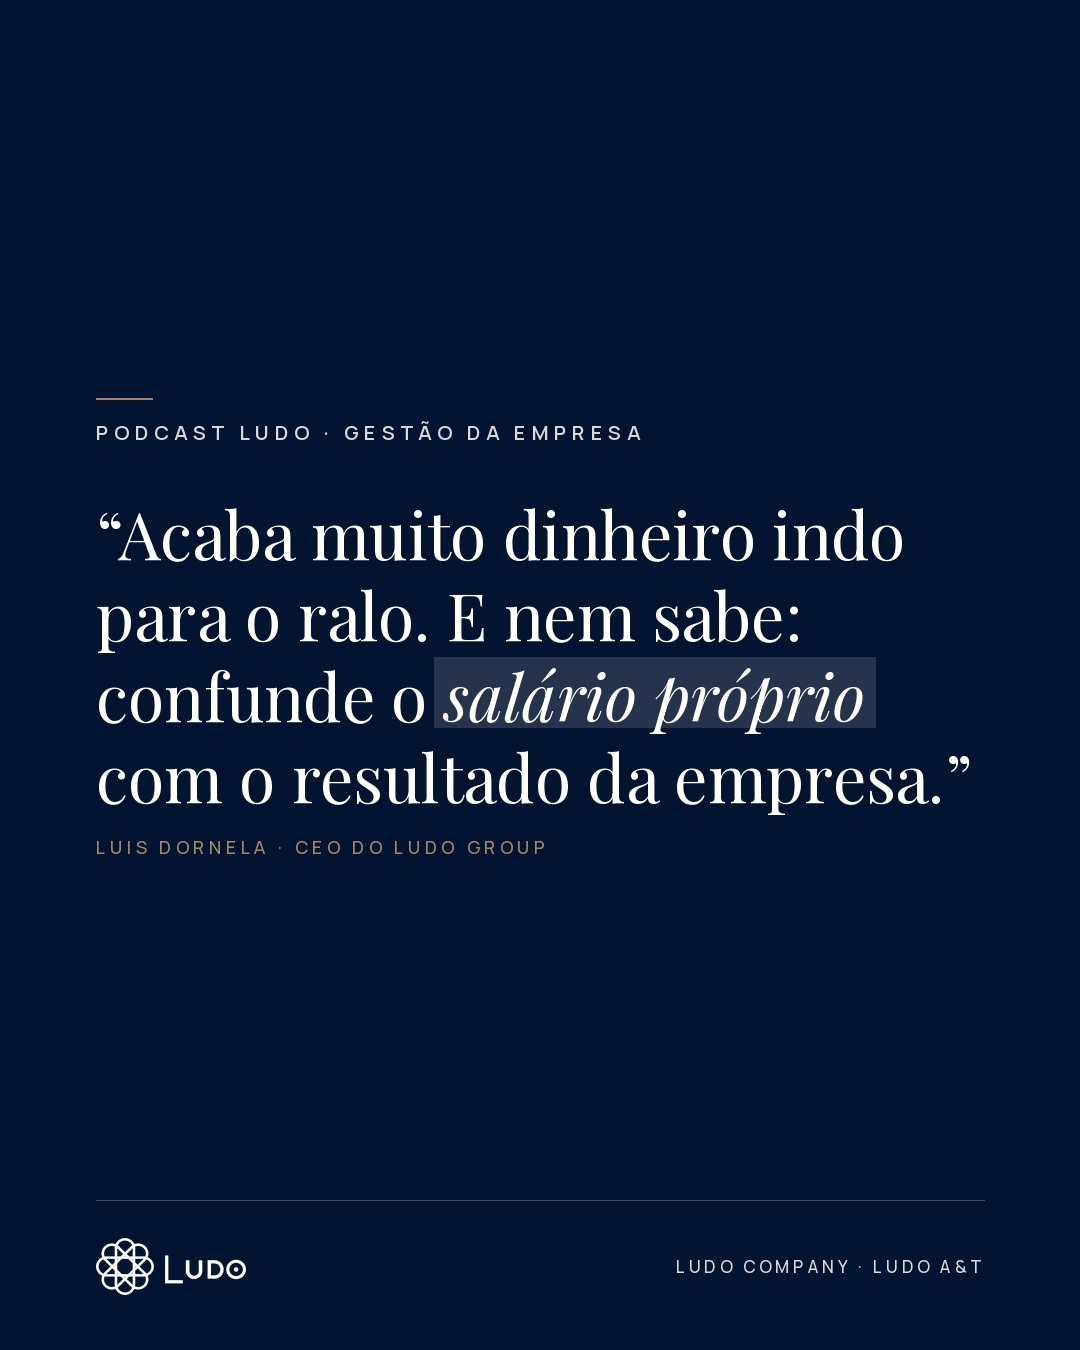 PODCAST LUDO · GESTÃO DA EMPRESA
“Acaba muito dinheiro indo
para o ralo. E nem sabe:
confunde o salário próprio
com o resultado da empresa.”
LUIS DORNELA · CEO DO LUDO GROUP
LUDO
LUDO COMPANY · LUDO A&T